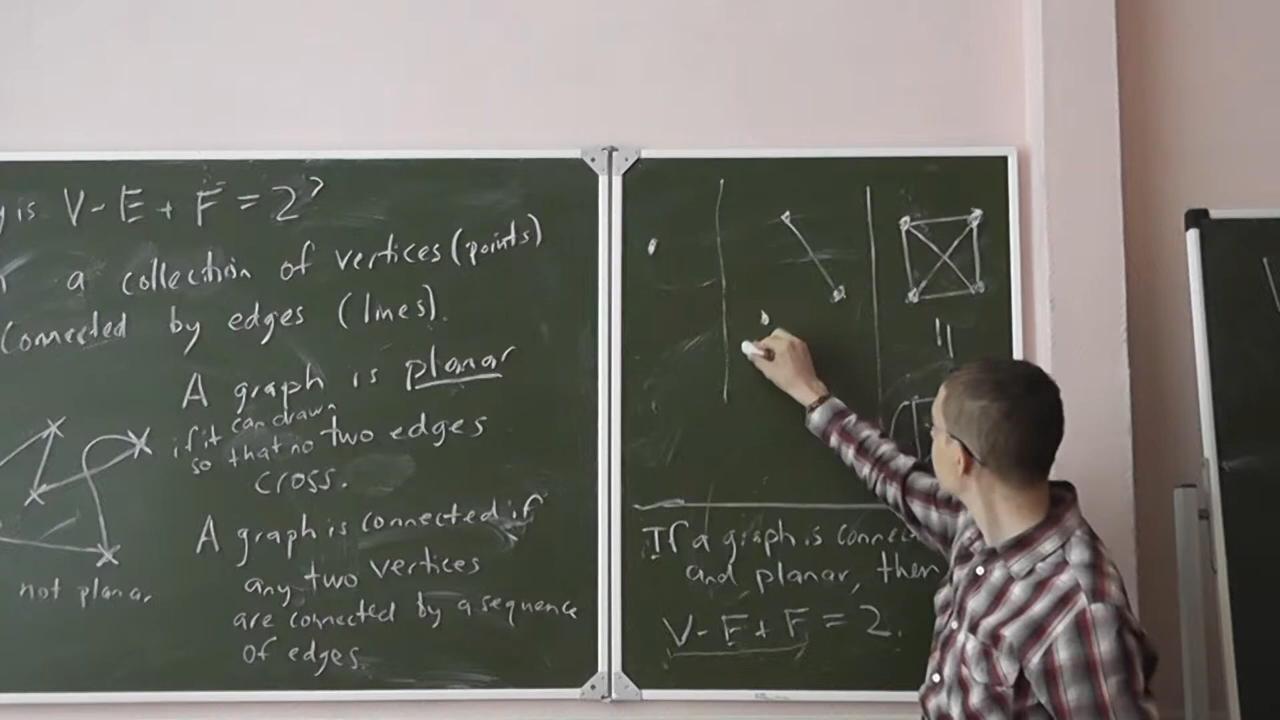 is V - E + F = 2?
a collection of vertices (points)
connected by edges (lines).
A graph is planar
if it can drawn
so that no two edges
cross.
A graph is connected if
any two vertices
are connected by a sequence
of edges.
not planar
If a graph is
and planar, then
V - E + F = 2.